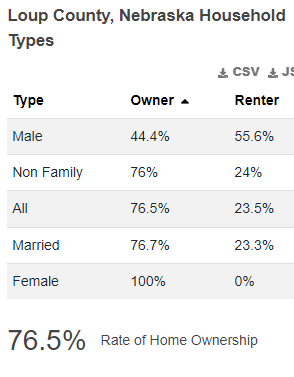 Loup County, Nebraska Household
Types
CSV JS
Type Owner Renter
Male 44.4% 55.6%
Non Family 76% 24%
All 76.5% 23.5%
Married 76.7% 23.3%
Female 100% 0%
76.5% Rate of Home Ownership